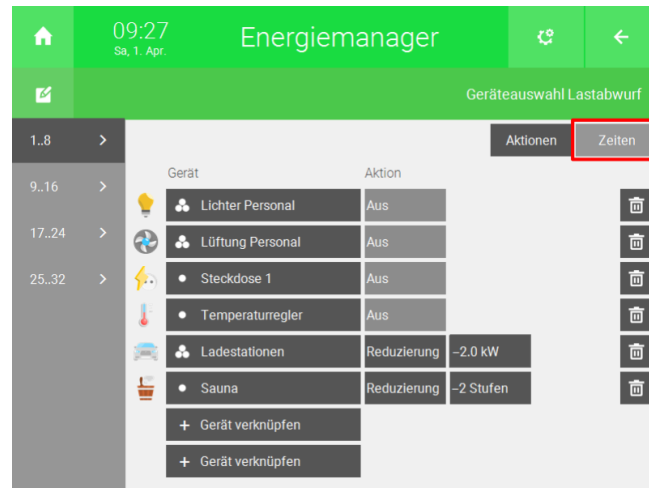 09:27
Sa, 1. Apr.
Energiemanager
Geräteauswahl Lastabwurf
1..8
9..16
17..24
25..32
Aktionen
Zeiten
Gerät Aktion
Lichter Personal Aus
Lüftung Personal Aus
Steckdose 1 Aus
Temperaturregler Aus
Ladestationen Reduzierung –2.0 kW
Sauna Reduzierung –2 Stufen
+ Gerät verknüpfen
+ Gerät verknüpfen